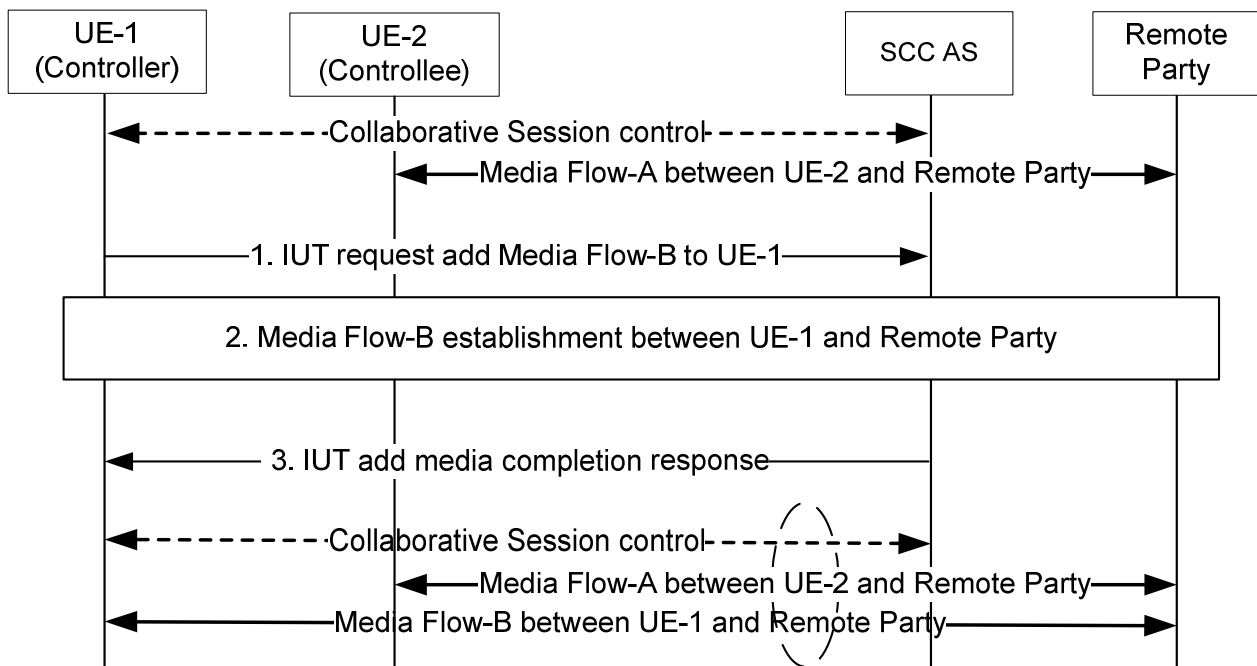 UE-1
(Controller)
UE-2
(Controllee)
SCC AS
Remote
Party
Collaborative Session control
Media Flow-A between UE-2 and Remote Party
1. IUT request add Media Flow-B to UE-1
2. Media Flow-B establishment between UE-1 and Remote Party
3. IUT add media completion response
Collaborative Session control
Media Flow-A between UE-2 and Remote Party
Media Flow-B between UE-1 and Remote Party